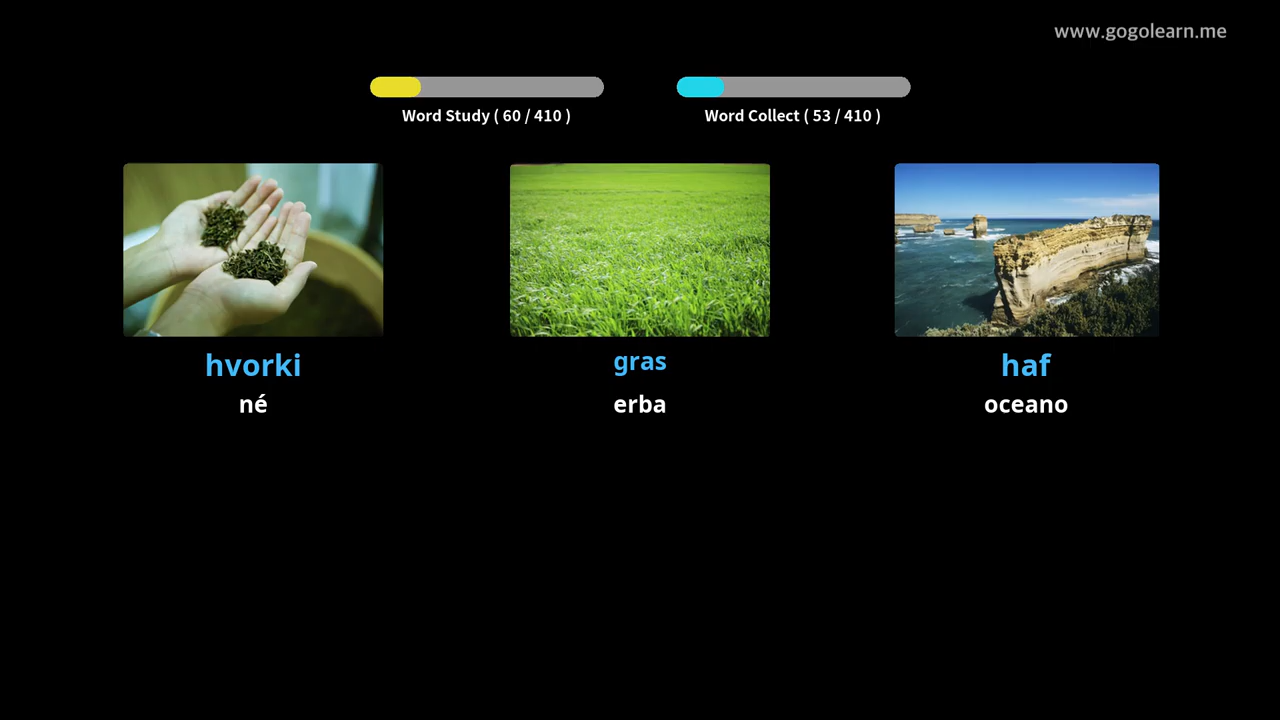 www.gogolearn.me
Word Study ( 60 / 410 )
Word Collect ( 53 / 410 )
hvorki
gras
haf
né
erba
oceano